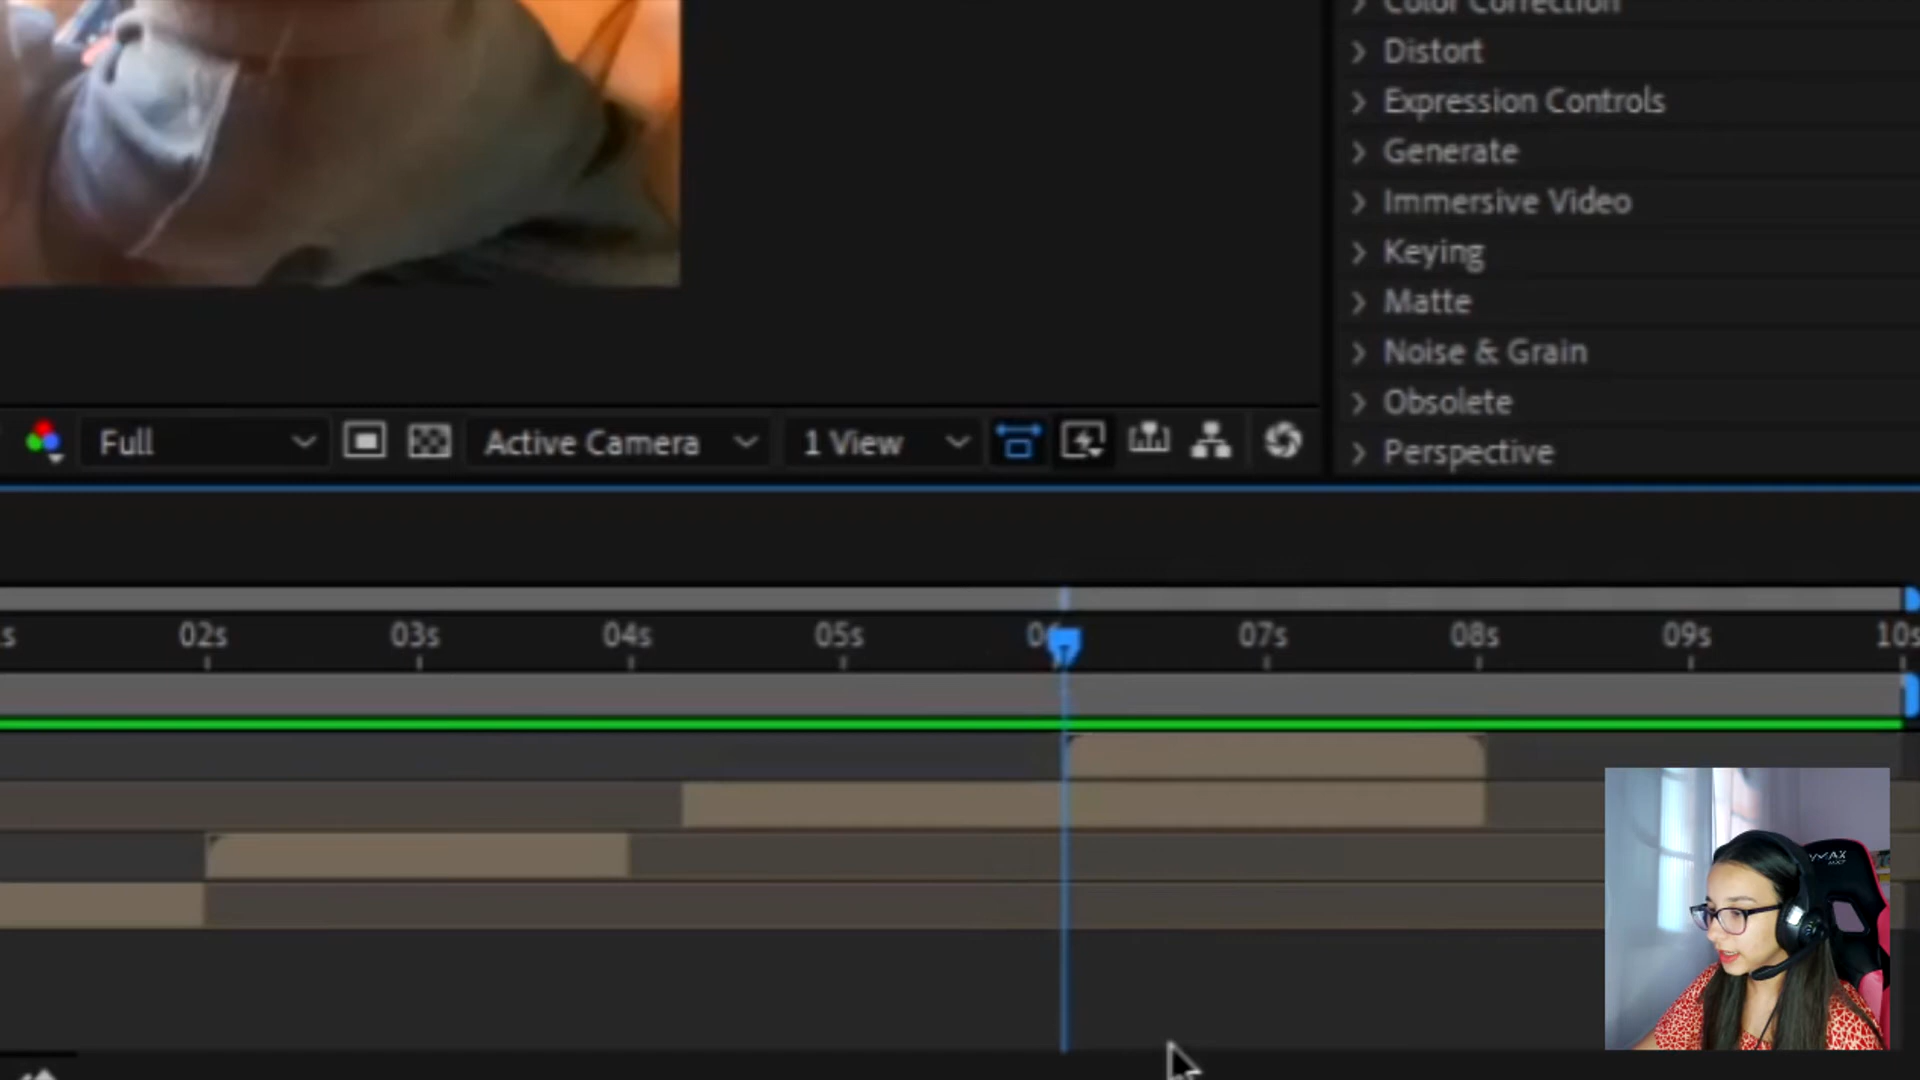 Color Correction
Distort
Expression Controls
Generate
Immersive Video
Keying
Matte
Noise & Grain
Obsolete
Perspective
Full
Active Camera
1 View
02s
03s
04s
05s
07s
08s
09s
10s